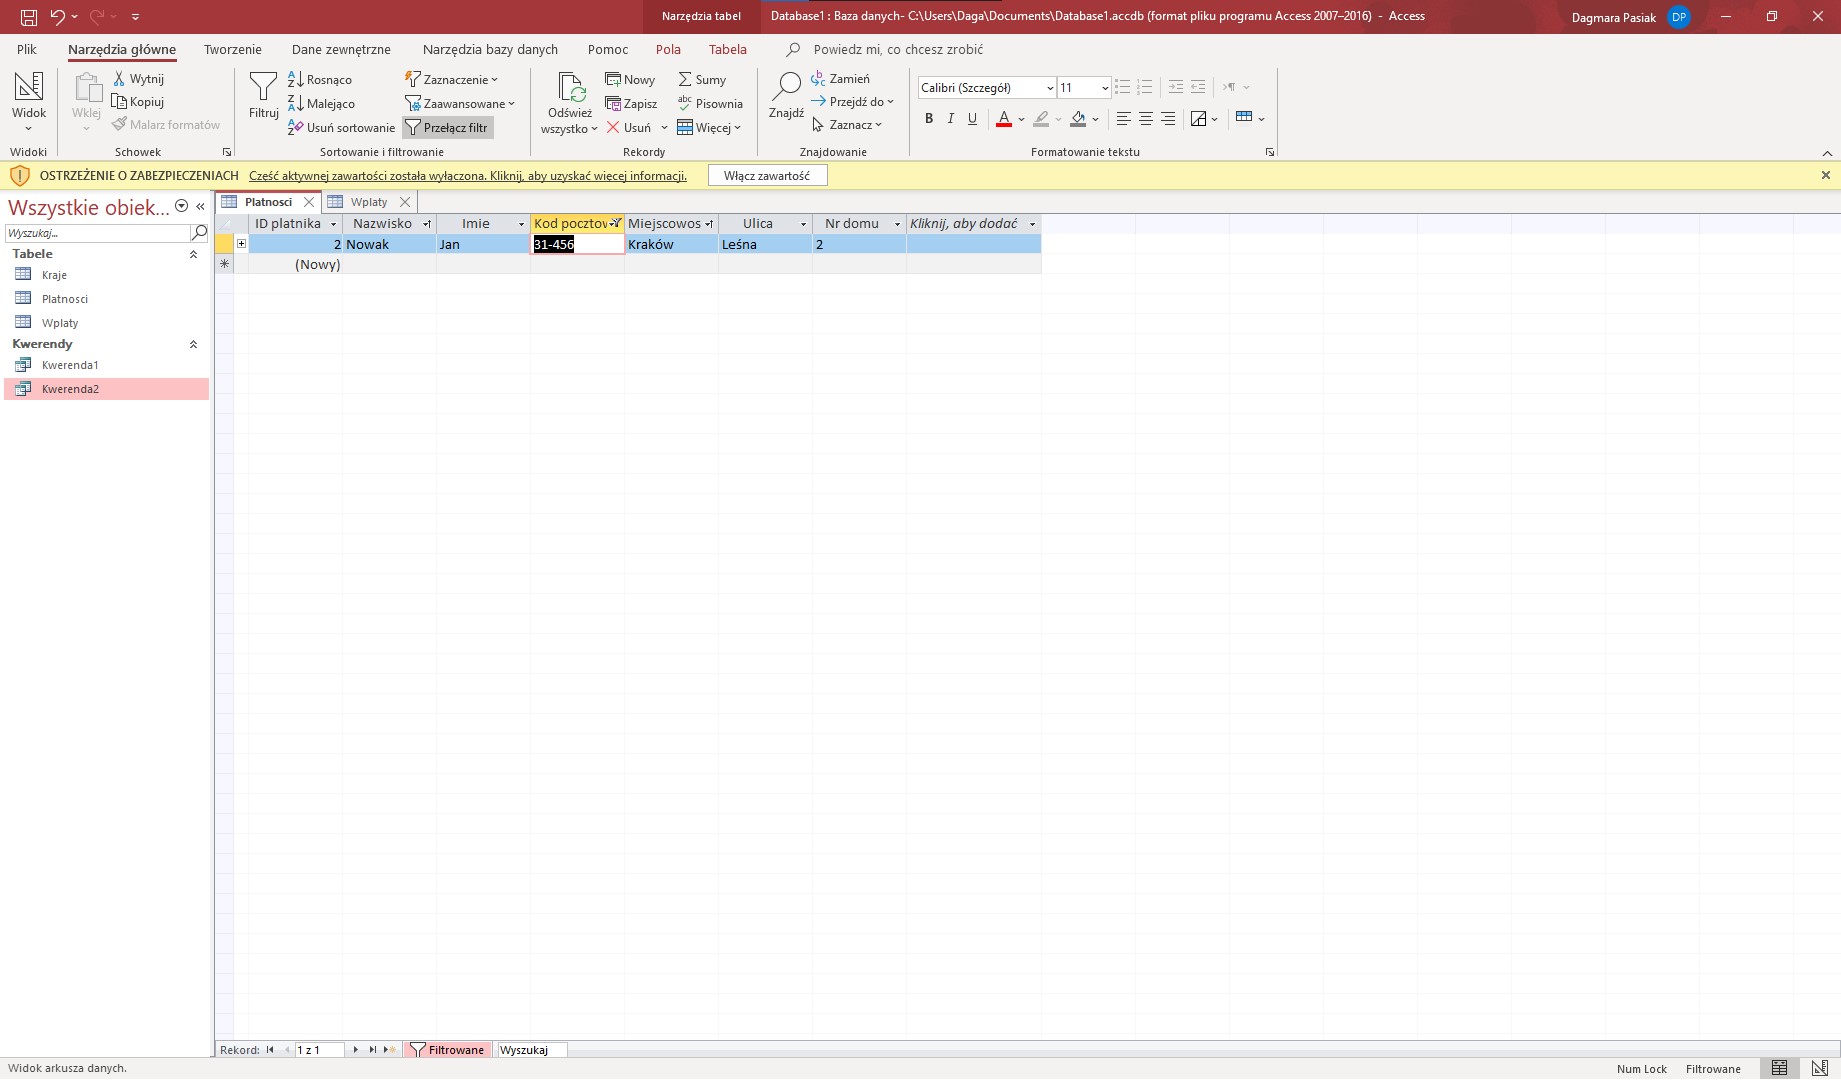 Narzędzia tabel
Database1 : Baza danych- C:\Users\Daga\Documents\Database1.accdb (format pliku programu Access 2007–2016) - Access
Dagmara Pasiak
DP
Plik
Narzędzia główne
Tworzenie
Dane zewnętrzne
Narzędzia bazy danych
Pomoc
Pola
Tabela
Powiedz mi, co chcesz zrobić
Widok
Widoki
Wklej
Wytnij
Kopiuj
Malarz formatów
Schowek
Filtruj
Rosnąco
Malejąco
Usuń sortowanie
Zaznaczenie
Zaawansowane
Przełącz filtr
Sortowanie i filtrowanie
Odśwież
wszystko
Nowy
Zapisz
Usuń
Sumy
Pisownia
Więcej
Rekordy
Znajdź
Zamień
Przejdź do
Zaznacz
Znajdowanie
Calibri (Szczegół)
11
B I U
A
Formatowanie tekstu
OSTRZEŻENIE O ZABEZPIECZENIACH Część aktywnej zawartości została wyłączona. Kliknij, aby uzyskać więcej informacji. Włącz zawartość
Wszystkie obiek...
Wyszukaj...
Tabele
Kraje
Platnosci
Wplaty
Kwerendy
Kwerenda1
Kwerenda2
Platnosci
Wplaty
ID platnika Nazwisko Imie Kod pocztow Miejscowos Ulica Nr domu Kliknij, aby dodać
2 Nowak Jan 31-456 Kraków Leśna 2
(Nowy)
Rekord: 1 z 1 Filtrowane Wyszukaj
Widok arkusza danych.
Num Lock
Filtrowane